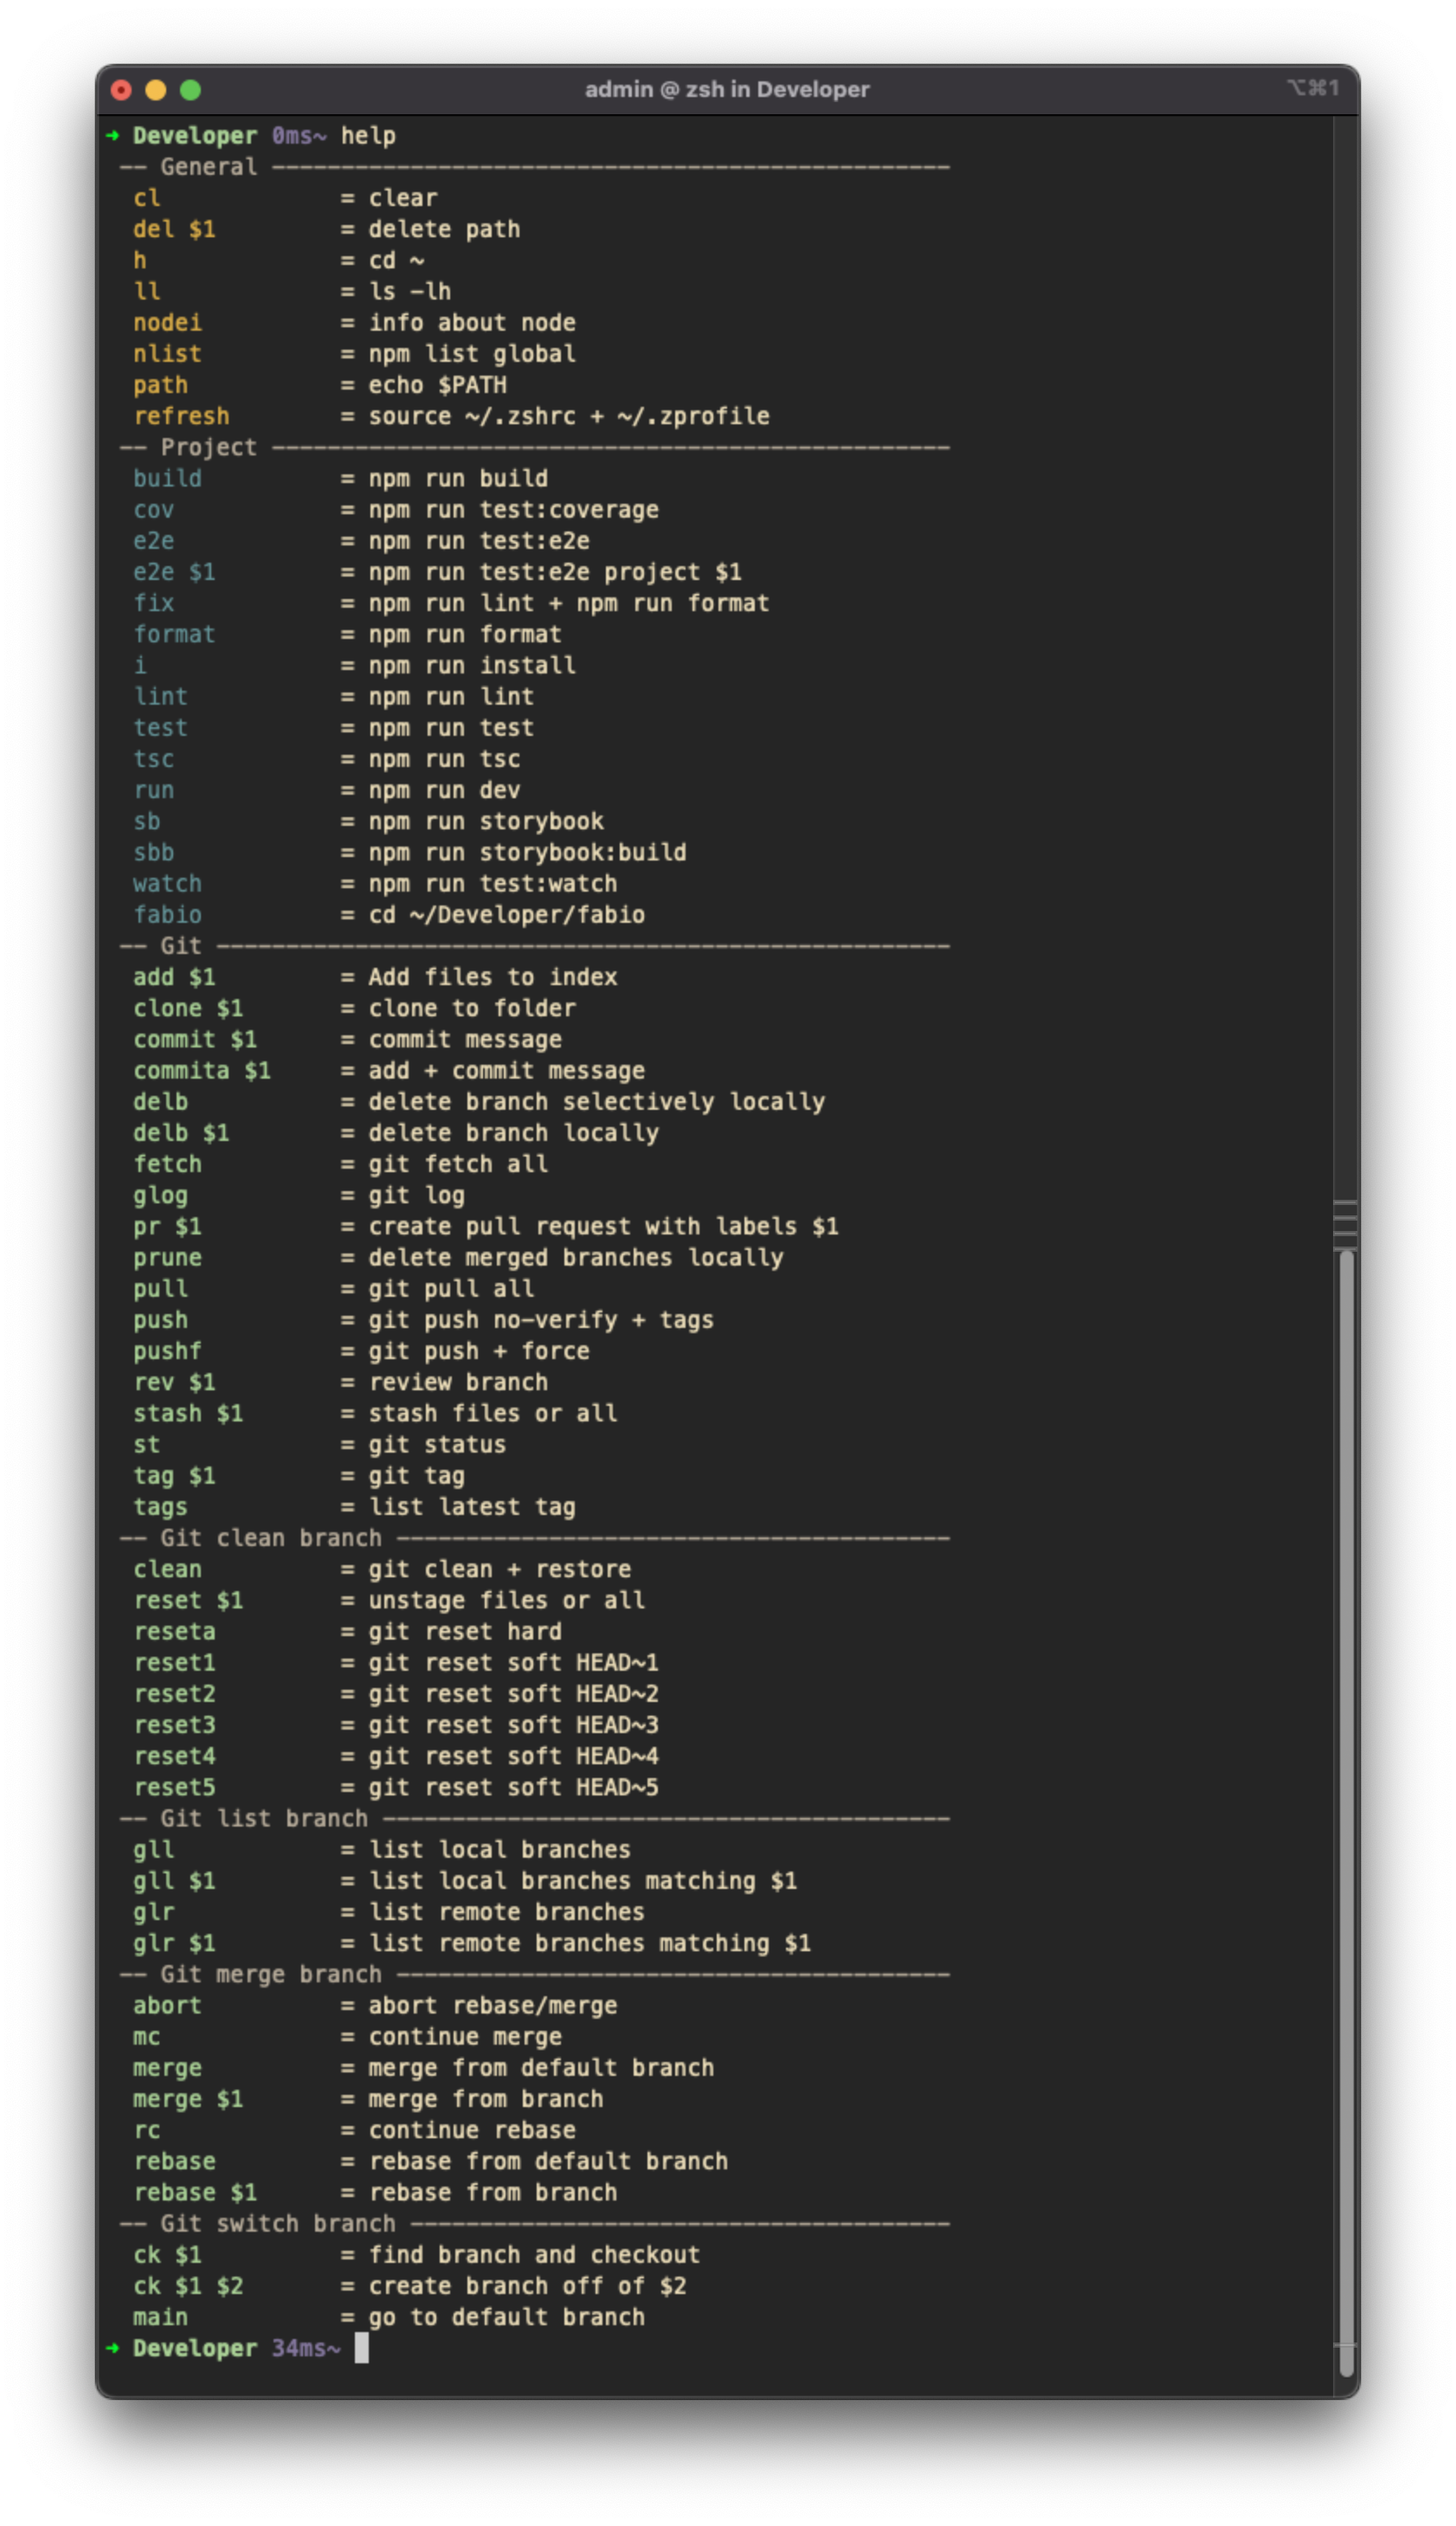 admin @ zsh in Developer ⌥⌘1
➜ Developer 0ms~ help
-- General -------------------------------------------------
cl = clear
del $1 = delete path
h = cd ~
ll = ls -lh
nodei = info about node
nlist = npm list global
path = echo $PATH
refresh = source ~/.zshrc + ~/.zprofile
-- Project -------------------------------------------------
build = npm run build
cov = npm run test:coverage
e2e = npm run test:e2e
e2e $1 = npm run test:e2e project $1
fix = npm run lint + npm run format
format = npm run format
i = npm run install
lint = npm run lint
test = npm run test
tsc = npm run tsc
run = npm run dev
sb = npm run storybook
sbb = npm run storybook:build
watch = npm run test:watch
fabio = cd ~/Developer/fabio
-- Git -----------------------------------------------------
add $1 = Add files to index
clone $1 = clone to folder
commit $1 = commit message
commita $1 = add + commit message
delb = delete branch selectively locally
delb $1 = delete branch locally
fetch = git fetch all
glog = git log
pr $1 = create pull request with labels $1
prune = delete merged branches locally
pull = git pull all
push = git push no-verify + tags
pushf = git push + force
rev $1 = review branch
stash $1 = stash files or all
st = git status
tag $1 = git tag
tags = list latest tag
-- Git clean branch ----------------------------------------
clean = git clean + restore
reset $1 = unstage files or all
reseta = git reset hard
reset1 = git reset soft HEAD~1
reset2 = git reset soft HEAD~2
reset3 = git reset soft HEAD~3
reset4 = git reset soft HEAD~4
reset5 = git reset soft HEAD~5
-- Git list branch -----------------------------------------
gll = list local branches
gll $1 = list local branches matching $1
glr = list remote branches
glr $1 = list remote branches matching $1
-- Git merge branch ----------------------------------------
abort = abort rebase/merge
mc = continue merge
merge = merge from default branch
merge $1 = merge from branch
rc = continue rebase
rebase = rebase from default branch
rebase $1 = rebase from branch
-- Git switch branch ---------------------------------------
ck $1 = find branch and checkout
ck $1 $2 = create branch off of $2
main = go to default branch
➜ Developer 34ms~